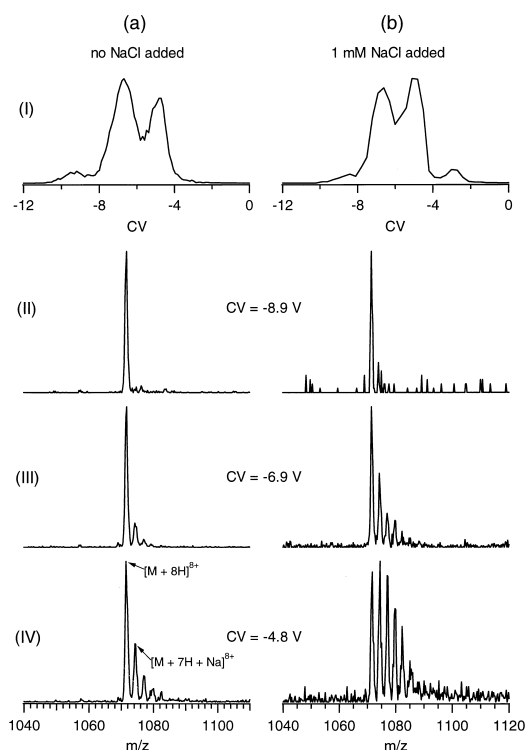 (a)
(b)
no NaCl added
1 mM NaCl added
(I)
-12 -8 -4 0
-12 -8 -4 0
CV
CV
(II)
CV = -8.9 V
(III)
CV = -6.9 V
[M + 8H]8+
(IV)
CV = -4.8 V
[M + 7H + Na]8+
1040 1060 1080 1100
1040 1060 1080 1100 1120
m/z
m/z